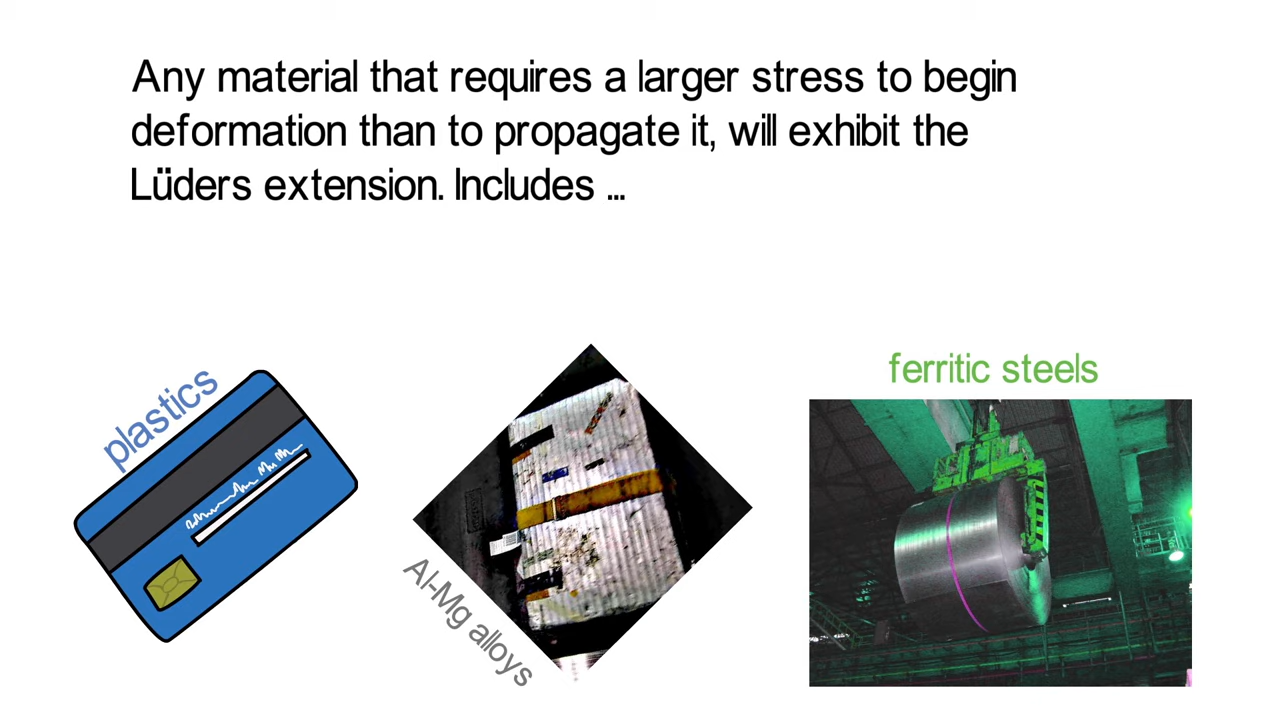 Any material that requires a larger stress to begin
deformation than to propagate it, will exhibit the
Lüders extension. Includes ...
plastics
Al-Mg alloys
ferritic steels